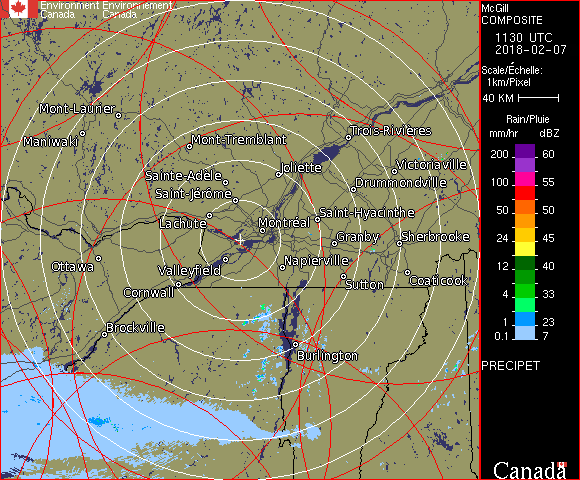 Environment Environnement
Canada Canada
McGill
COMPOSITE
1130 UTC
2018-02-07
Scale/Échelle:
1km/Pixel
40 KM
Rain/Pluie
mm/hr dBZ
200 60
155
100 55
50 50
24 45
12 40
4 33
1 23
0.1 7
PRECIPET
Mont-Laurier
Maniwaki
Mont-Tremblant
Trois-Rivières
Joliette
Victoriaville
Sainte-Adèle
Drummondville
Saint-Jérôme
Saint-Hyacinthe
Lachute
Montréal
Granby
Sherbrooke
Ottawa
Valleyfield
Napierville
Coaticook
Cornwall
Sutton
Brockville
Burlington
Canada